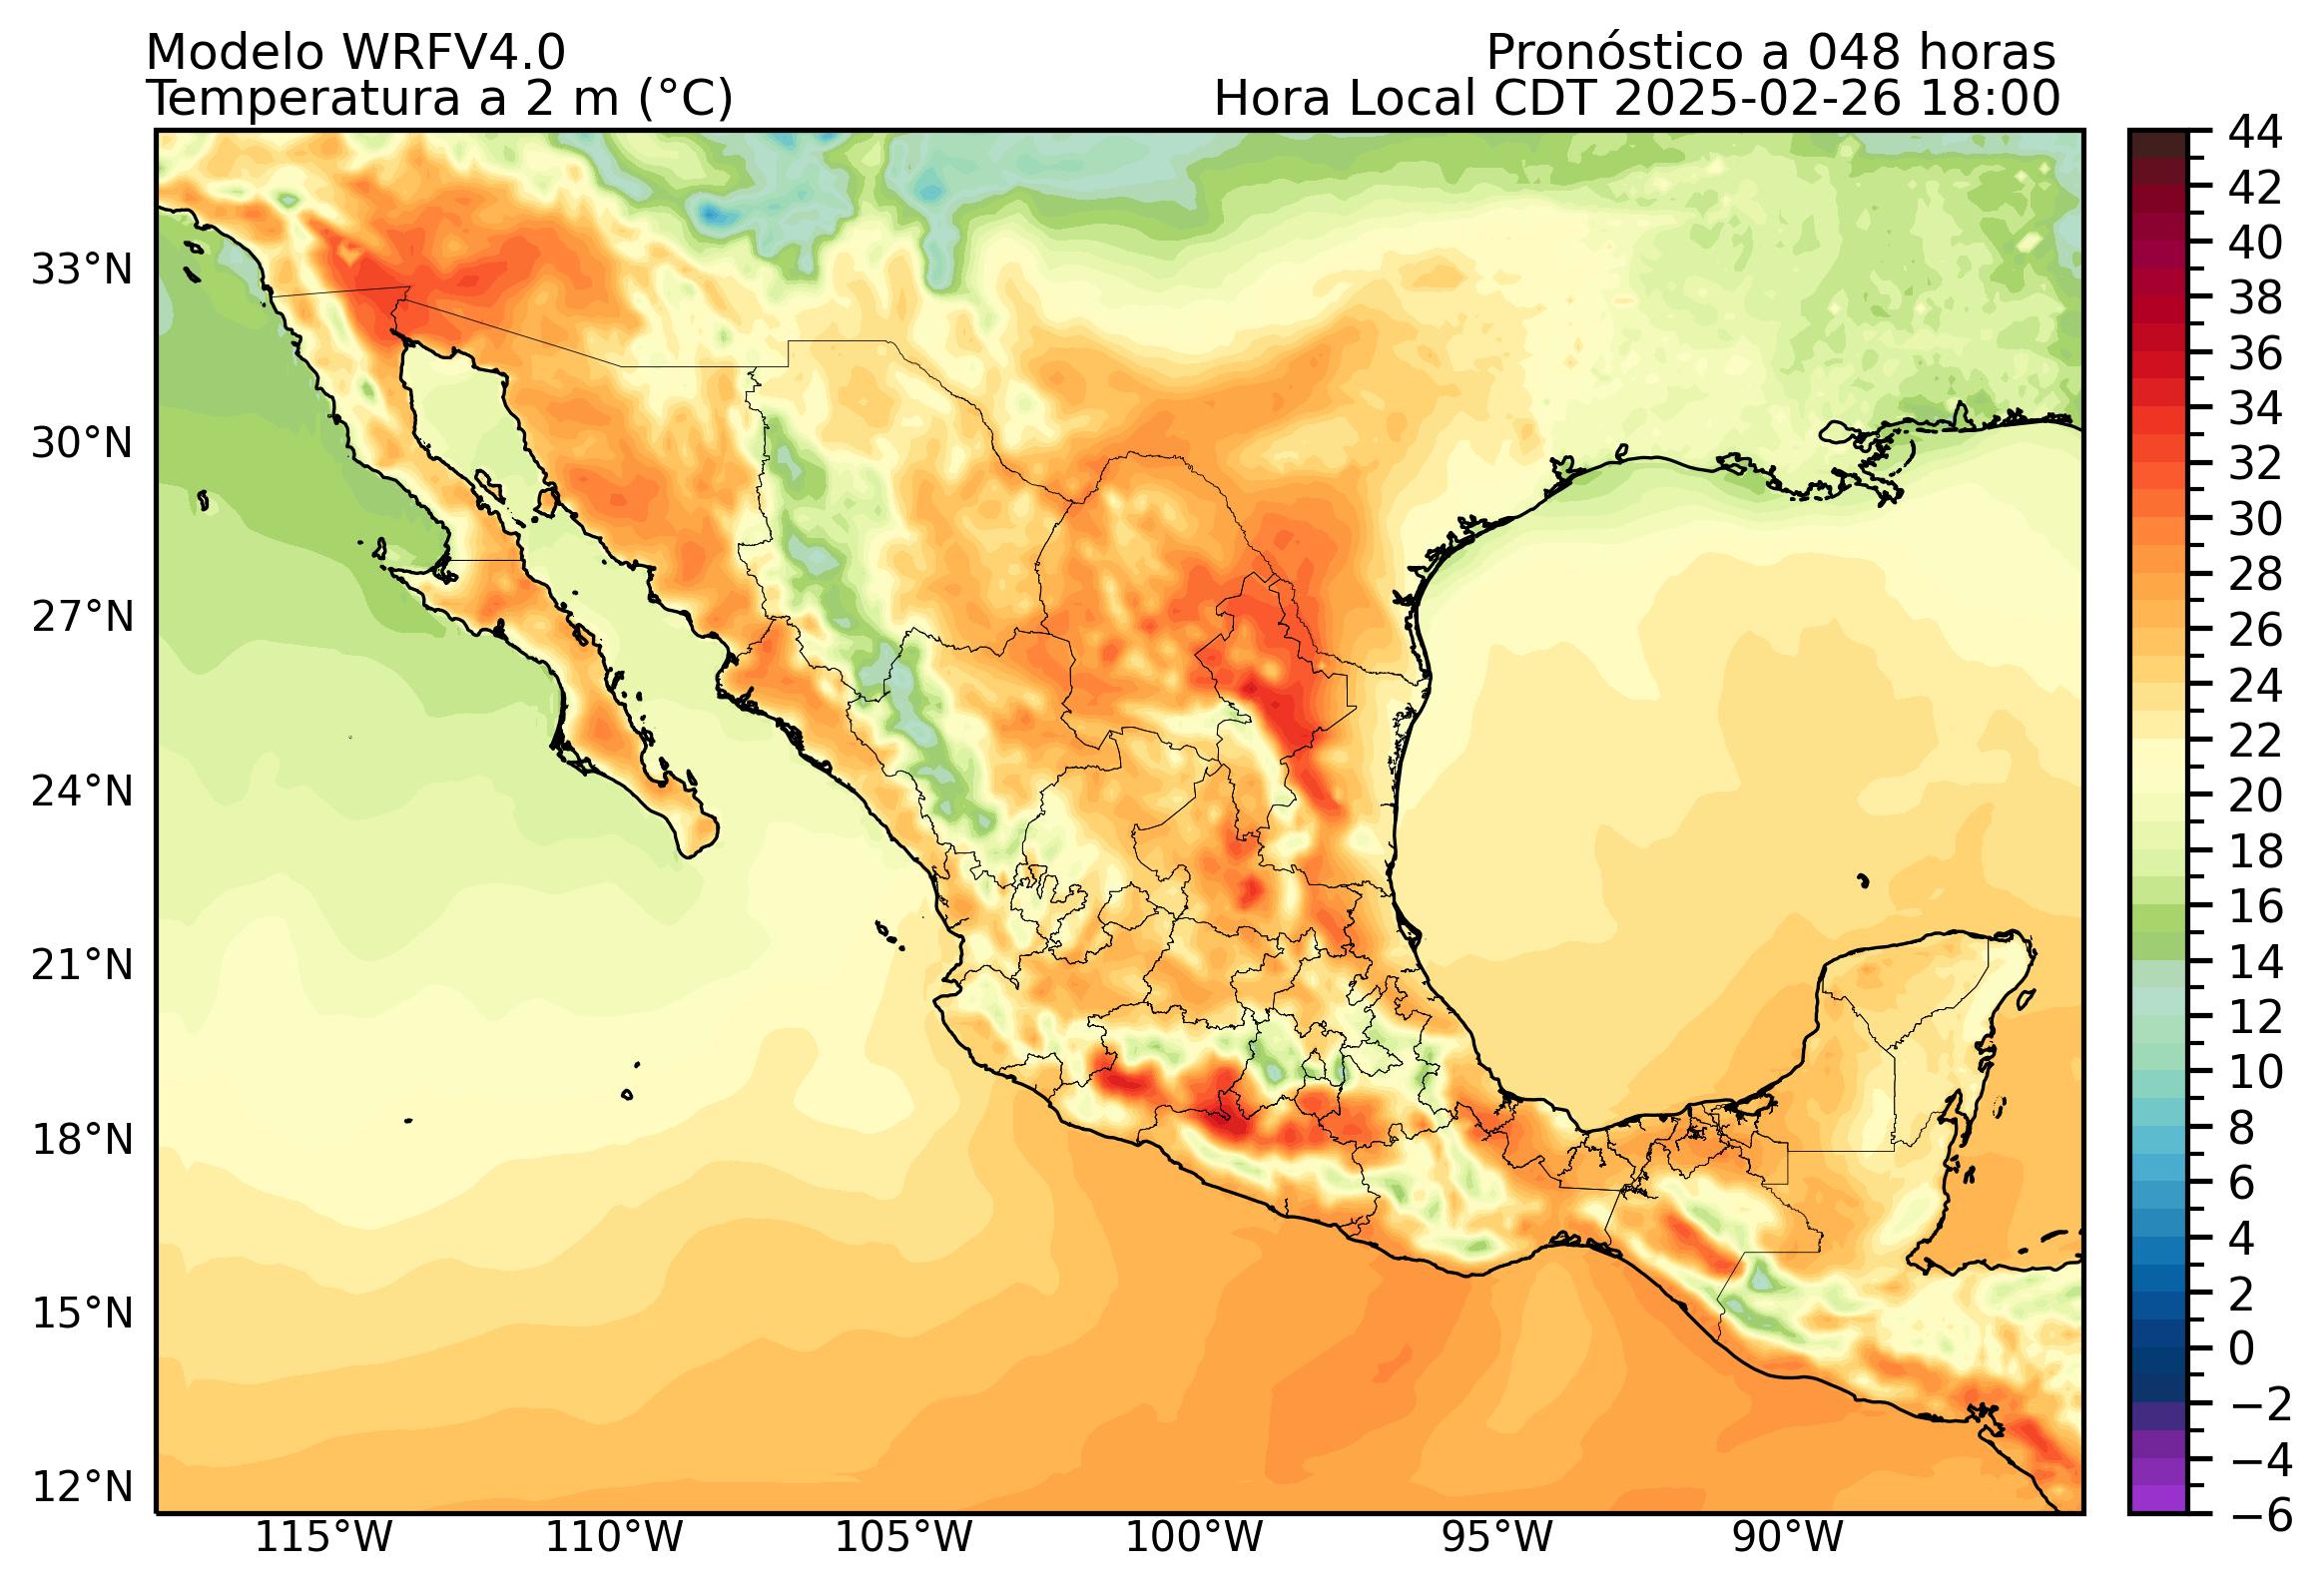 Modelo WRFV4.0
Pronóstico a 048 horas
Temperatura a 2 m (°C)
Hora Local CDT 2025-02-26 18:00
33°N
30°N
27°N
24°N
21°N
18°N
15°N
12°N
115°W
110°W
105°W
100°W
95°W
90°W
44
42
40
38
36
34
32
30
28
26
24
22
20
18
16
14
12
10
8
6
4
2
0
−2
−4
−6